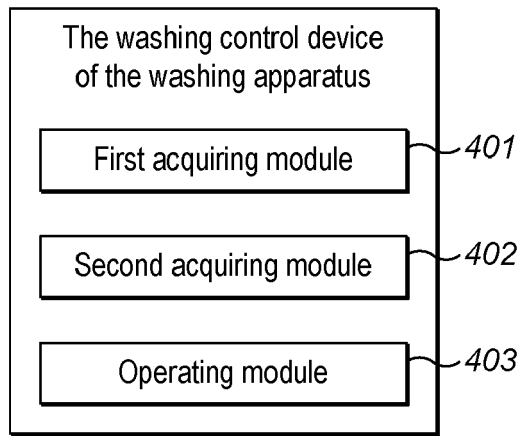 The washing control device
of the washing apparatus
First acquiring module
401
Second acquiring module
402
Operating module
403